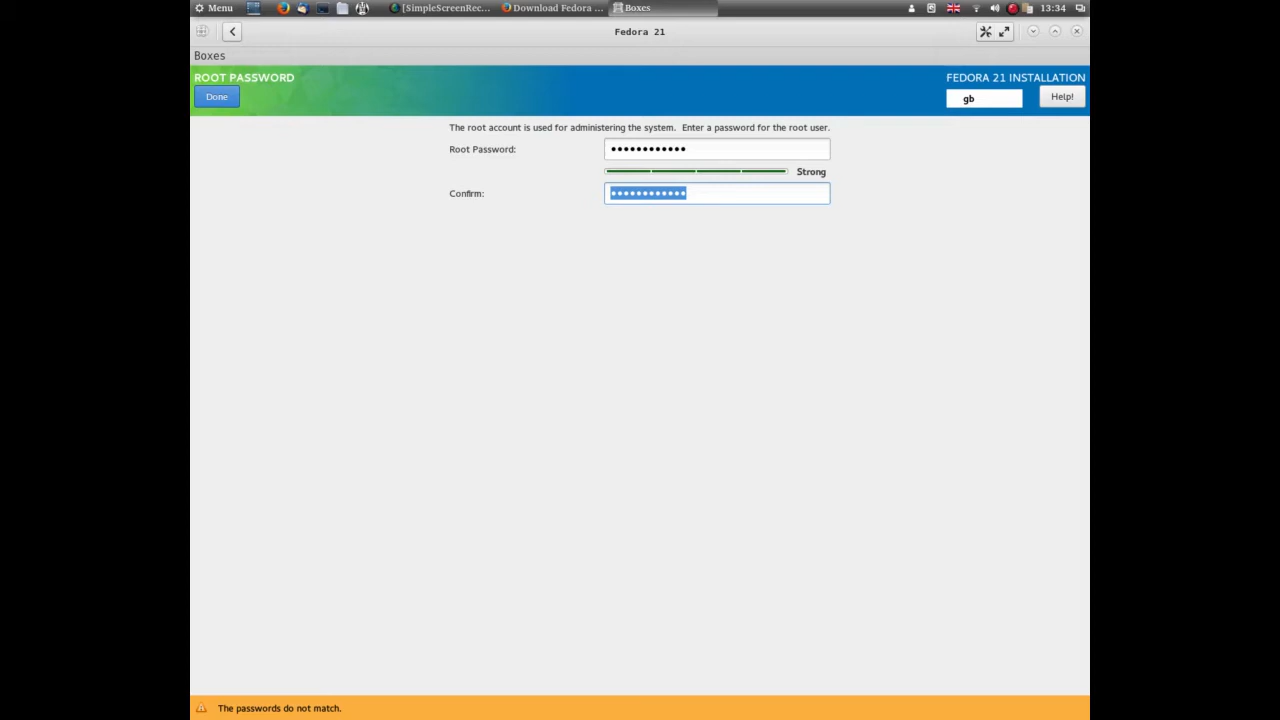 Menu
[SimpleScreenRec...
Download Fedora ...
Boxes
13:34
Fedora 21
Boxes
ROOT PASSWORD
FEDORA 21 INSTALLATION
Done
gb
Help!
The root account is used for administering the system. Enter a password for the root user.
Root Password: ••••••••••••
Strong
Confirm: ••••••••••••
The passwords do not match.